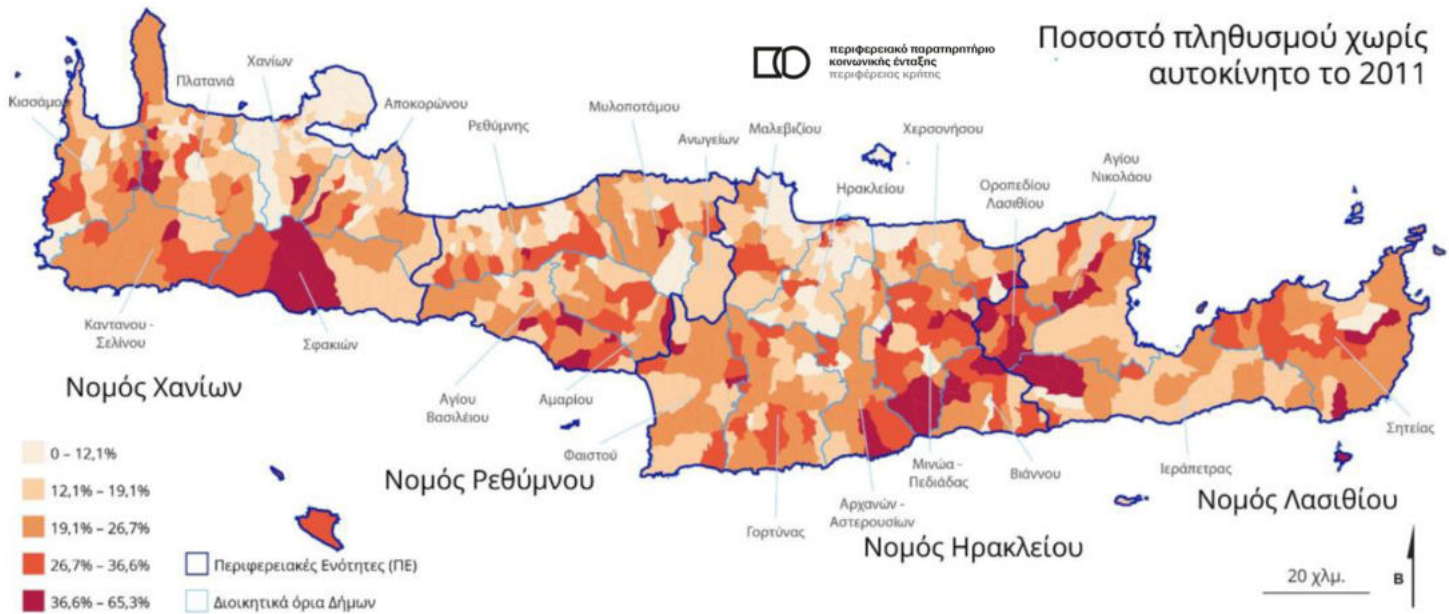 Ποσοστό πληθυσμού χωρίς
αυτοκίνητο το 2011
περιφερειακό παρατηρητήριο
κοινωνικής ένταξης
περιφέρειας κρήτης
Κισσάμου
Πλατανιά
Χανίων
Αποκορώνου
Ρεθύμνης
Μυλοποτάμου
Ανωγείων
Μαλεβιζίου
Ηρακλείου
Χερσονήσου
Οροπεδίου
Λασιθίου
Αγίου
Νικολάου
Καντανου -
Σελίνου
Σφακιών
Αγίου
Βασιλείου
Αμαρίου
Φαιστού
Γορτύνας
Αρχανών -
Αστερουσίων
Μινώα -
Πεδιάδας
Βιάννου
Ιεράπετρας
Σητείας
Νομός Χανίων
Νομός Ρεθύμνου
Νομός Ηρακλείου
Νομός Λασιθίου
0 – 12,1%
12,1% – 19,1%
19,1% – 26,7%
26,7% – 36,6%
36,6% – 65,3%
Περιφερειακές Ενότητες (ΠΕ)
Διοικητικά όρια Δήμων
20 χλμ.
Β